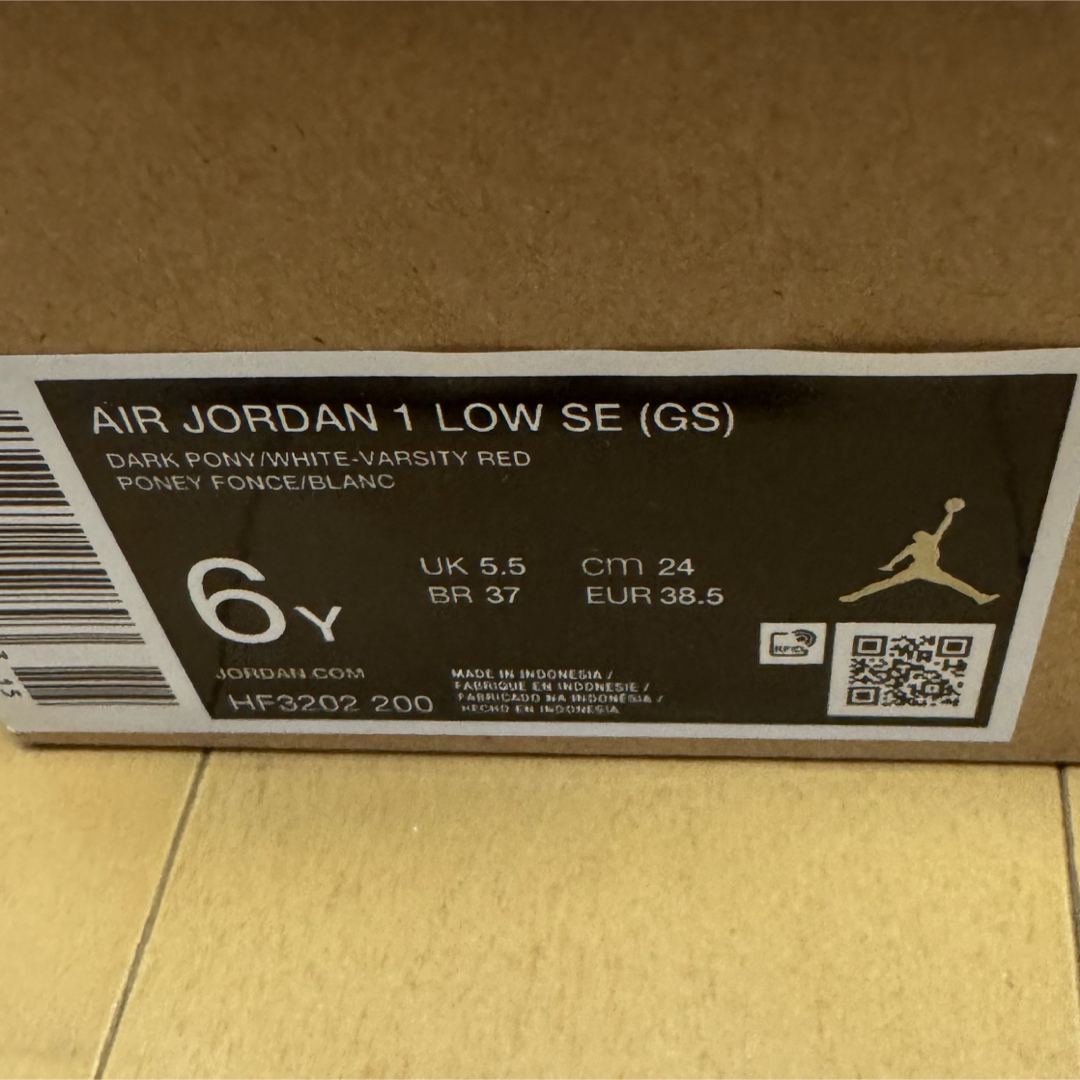 AIR JORDAN 1 LOW SE (GS)
DARK PONY/WHITE-VARSITY RED
PONEY FONCE/BLANC
6Y
UK 5.5 cm 24
BR 37 EUR 38.5
RFID
JORDAN.COM
HF3202 200
MADE IN INDONESIA /
FABRIQUE EN INDONESIE /
FABRICADO NA INDONÉSIA /
HECHO EN INDONESIA